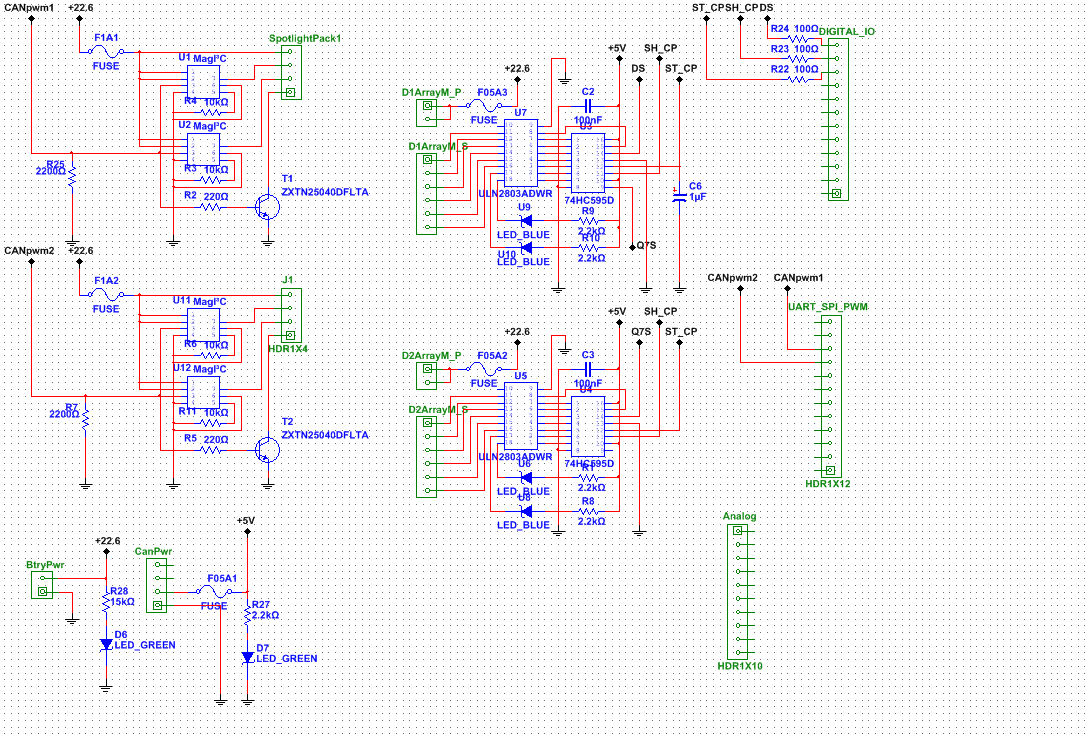 CANpwm1 +22.6
F1A1
FUSE
SpotlightPack1
U1 MagI²C
R4 10kΩ
U2 MagI²C
R3 10kΩ
R25
2200Ω
R2 220Ω
T1
ZXTN25040DFLTA
CANpwm2 +22.6
F1A2
FUSE
J1
HDR1X4
U11 MagI²C
R6 10kΩ
U12 MagI²C
R11 10kΩ
R7
2200Ω
R5 220Ω
T2
ZXTN25040DFLTA
+5V
+22.6
BtryPwr
CanPwr
F05A1
FUSE
R28
15kΩ
R27
2.2kΩ
D6
LED_GREEN
D7
LED_GREEN
+5V
SH_CP
DS
ST_CP
+22.6
D1ArrayM_P
F05A3
FUSE
C2
100nF
U7
U3
D1ArrayM_S
ULN2803ADWR
74HC595D
C6
1µF
U9
LED_BLUE
R9
2.2kΩ
U10
LED_BLUE
R10
2.2kΩ
Q7S
+5V
SH_CP
Q7S
ST_CP
+22.6
D2ArrayM_P
F05A2
FUSE
C3
100nF
U5
U4
D2ArrayM_S
ULN2803ADWR
74HC595D
U6
LED_BLUE
R1
2.2kΩ
U8
LED_BLUE
R8
2.2kΩ
ST_CP SH_CP DS
R24 100Ω
R23 100Ω
R22 100Ω
DIGITAL_IO
CANpwm2 CANpwm1
UART_SPI_PWM
HDR1X12
Analog
HDR1X10